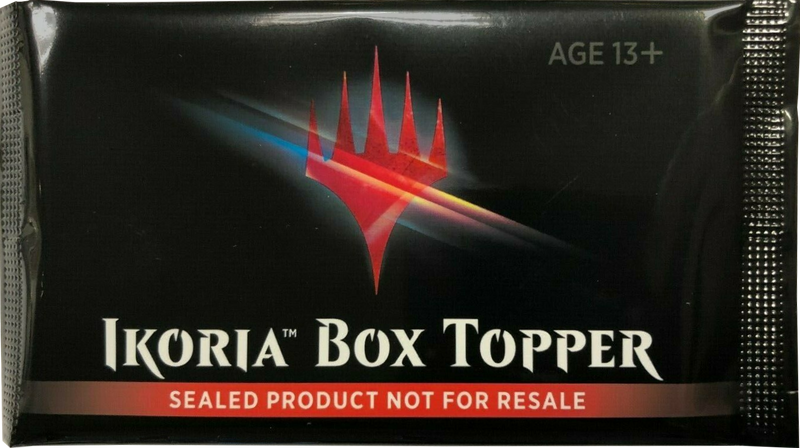 AGE 13+
IKORIA™ BOX TOPPER
SEALED PRODUCT NOT FOR RESALE